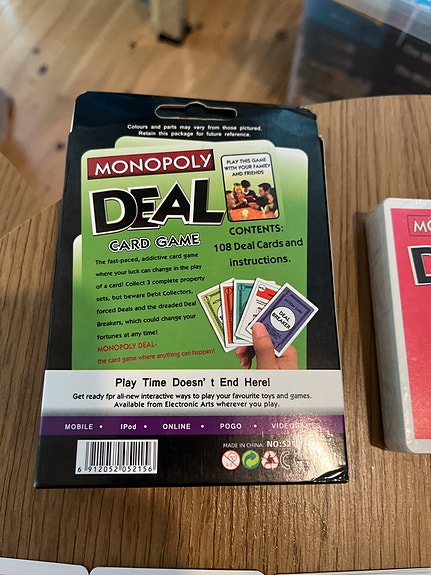 Colours and parts may very from those pictured.
Retain this package for future reference.
MONOPOLY
DEAL
CARD GAME
PLAY THIS GAME
WITH YOUR FAMILY
AND FRIENDS
The fast-paced, addictive card game
where your luck can change in the play
of a card! Collect 3 complete property
sets, but beware Debt Collectors,
forced Deals and the dreaded Deal
Breakers, which could change your
fortunes at any time!
MONOPOLY DEAL-
the card game where anything can happen!
CONTENTS:
108 Deal Cards and
instructions.
DEAL
BREAKER
Play Time Doesn' t End Here!
Get ready fpr all-new interactive ways to play your favourite toys and games.
Available from Electronic Arts wherever you play.
MOBILE • IPod • ONLINE • POGO • VIDEOGAMES
MADE IN CHINA NO:52
6 912052 052156
MO
D